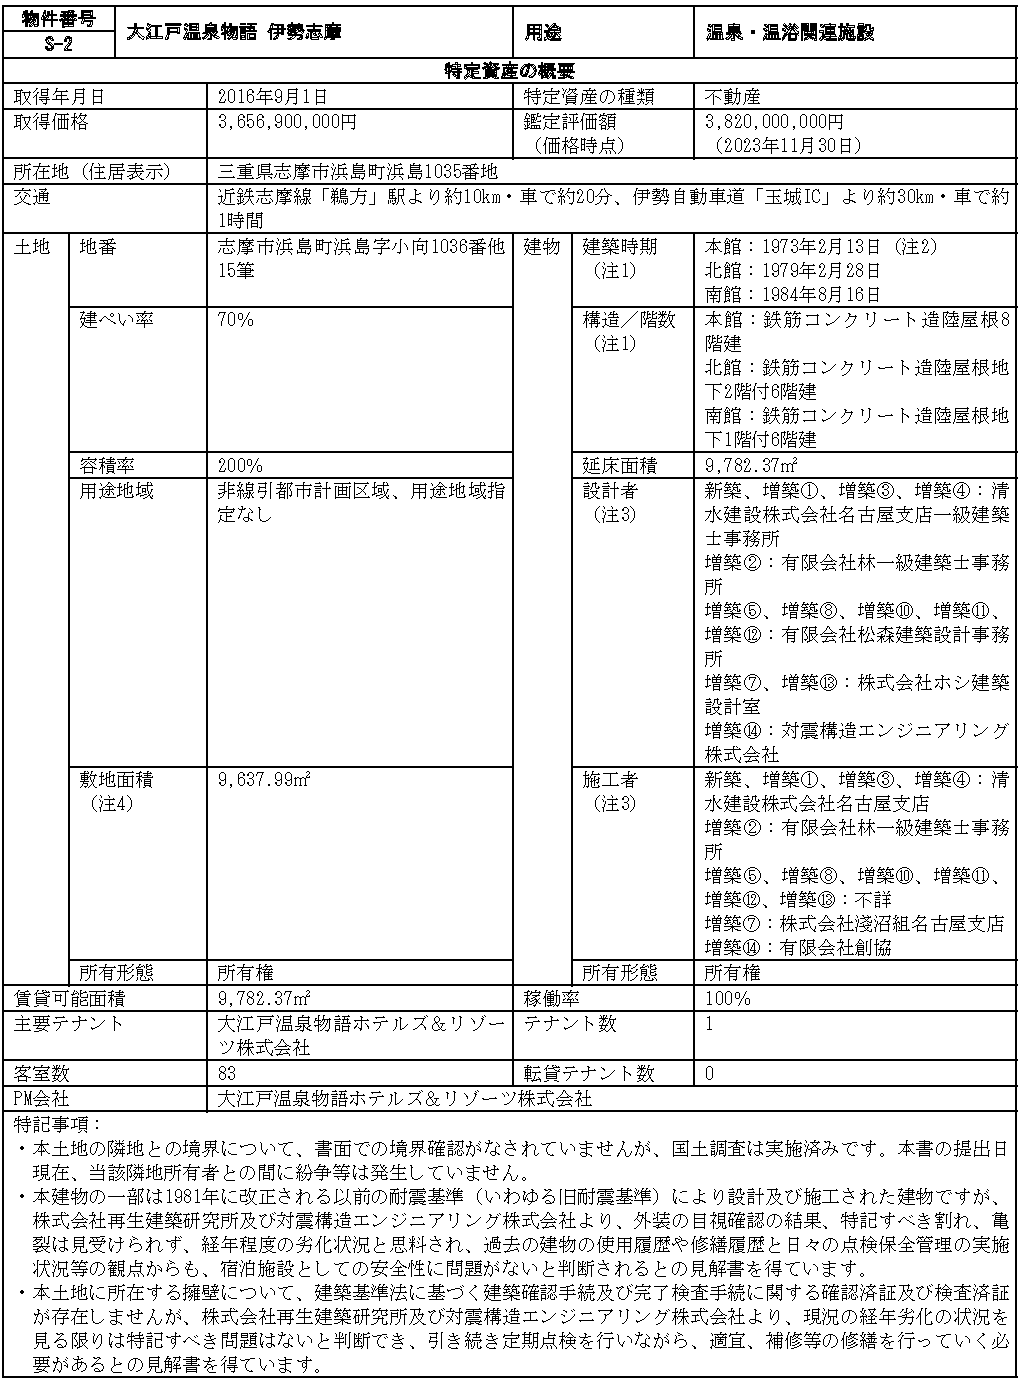 物件番号
S-2
大江戸温泉物語 伊勢志摩
用途
温泉・温浴関連施設
特定資産の概要
取得年月日
2016年9月1日
特定資産の種類
不動産
取得価格
3,656,900,000円
鑑定評価額
（価格時点）
3,820,000,000円
（2023年11月30日）
所在地（住居表示）
三重県志摩市浜島町浜島1035番地
交通
近鉄志摩線「鵜方」駅より約10km・車で約20分、伊勢自動車道「玉城IC」より約30km・車で約
1時間
土地
地番
志摩市浜島町浜島字小向1036番他
15筆
建物
建築時期
（注1）
本館：1973年2月13日（注2）
北館：1979年2月28日
南館：1984年8月16日
建ぺい率
70%
構造／階数
（注1）
本館：鉄筋コンクリート造陸屋根8
階建
北館：鉄筋コンクリート造陸屋根地
下2階付6階建
南館：鉄筋コンクリート造陸屋根地
下1階付6階建
容積率
200%
延床面積
9,782.37㎡
用途地域
非線引都市計画区域、用途地域指
定なし
設計者
（注3）
新築、増築①、増築③、増築④：清
水建設株式会社名古屋支店一級建築
士事務所
増築②：有限会社林一級建築士事務
所
増築⑤、増築⑧、増築⑩、増築⑪、
増築⑫：有限会社松森建築設計事務
所
増築⑦、増築⑬：株式会社ホシ建築
設計室
増築⑭：対震構造エンジニアリング
株式会社
敷地面積
（注4）
9,637.99㎡
施工者
（注3）
新築、増築①、増築③、増築④：清
水建設株式会社名古屋支店
増築②：有限会社林一級建築士事務
所
増築⑤、増築⑧、増築⑩、増築⑪、
増築⑫、増築⑬：不詳
増築⑦：株式会社淺沼組名古屋支店
増築⑭：有限会社創協
所有形態
所有権
所有形態
所有権
賃貸可能面積
9,782.37㎡
稼働率
100%
主要テナント
大江戸温泉物語ホテルズ＆リゾー
ツ株式会社
テナント数
1
客室数
83
転貸テナント数
0
PM会社
大江戸温泉物語ホテルズ＆リゾーツ株式会社
特記事項：
・本土地の隣地との境界について、書面での境界確認がなされていませんが、国土調査は実施済みです。本書の提出日
現在、当該隣地所有者との間に紛争等は発生していません。
・本建物の一部は1981年に改正される以前の耐震基準（いわゆる旧耐震基準）により設計及び施工された建物ですが、
株式会社再生建築研究所及び対震構造エンジニアリング株式会社より、外装の目視確認の結果、特記すべき割れ、亀
裂は見受けられず、経年程度の劣化状況と思料され、過去の建物の使用履歴や修繕履歴と日々の点検保全管理の実施
状況等の観点からも、宿泊施設としての安全性に問題がないと判断されるとの見解書を得ています。
・本土地に所在する擁壁について、建築基準法に基づく建築確認手続及び完了検査手続に関する確認済証及び検査済証
が存在しませんが、株式会社再生建築研究所及び対震構造エンジニアリング株式会社より、現況の経年劣化の状況を
見る限りは特記すべき問題はないと判断でき、引き続き定期点検を行いながら、適宜、補修等の修繕を行っていく必
要があるとの見解書を得ています。